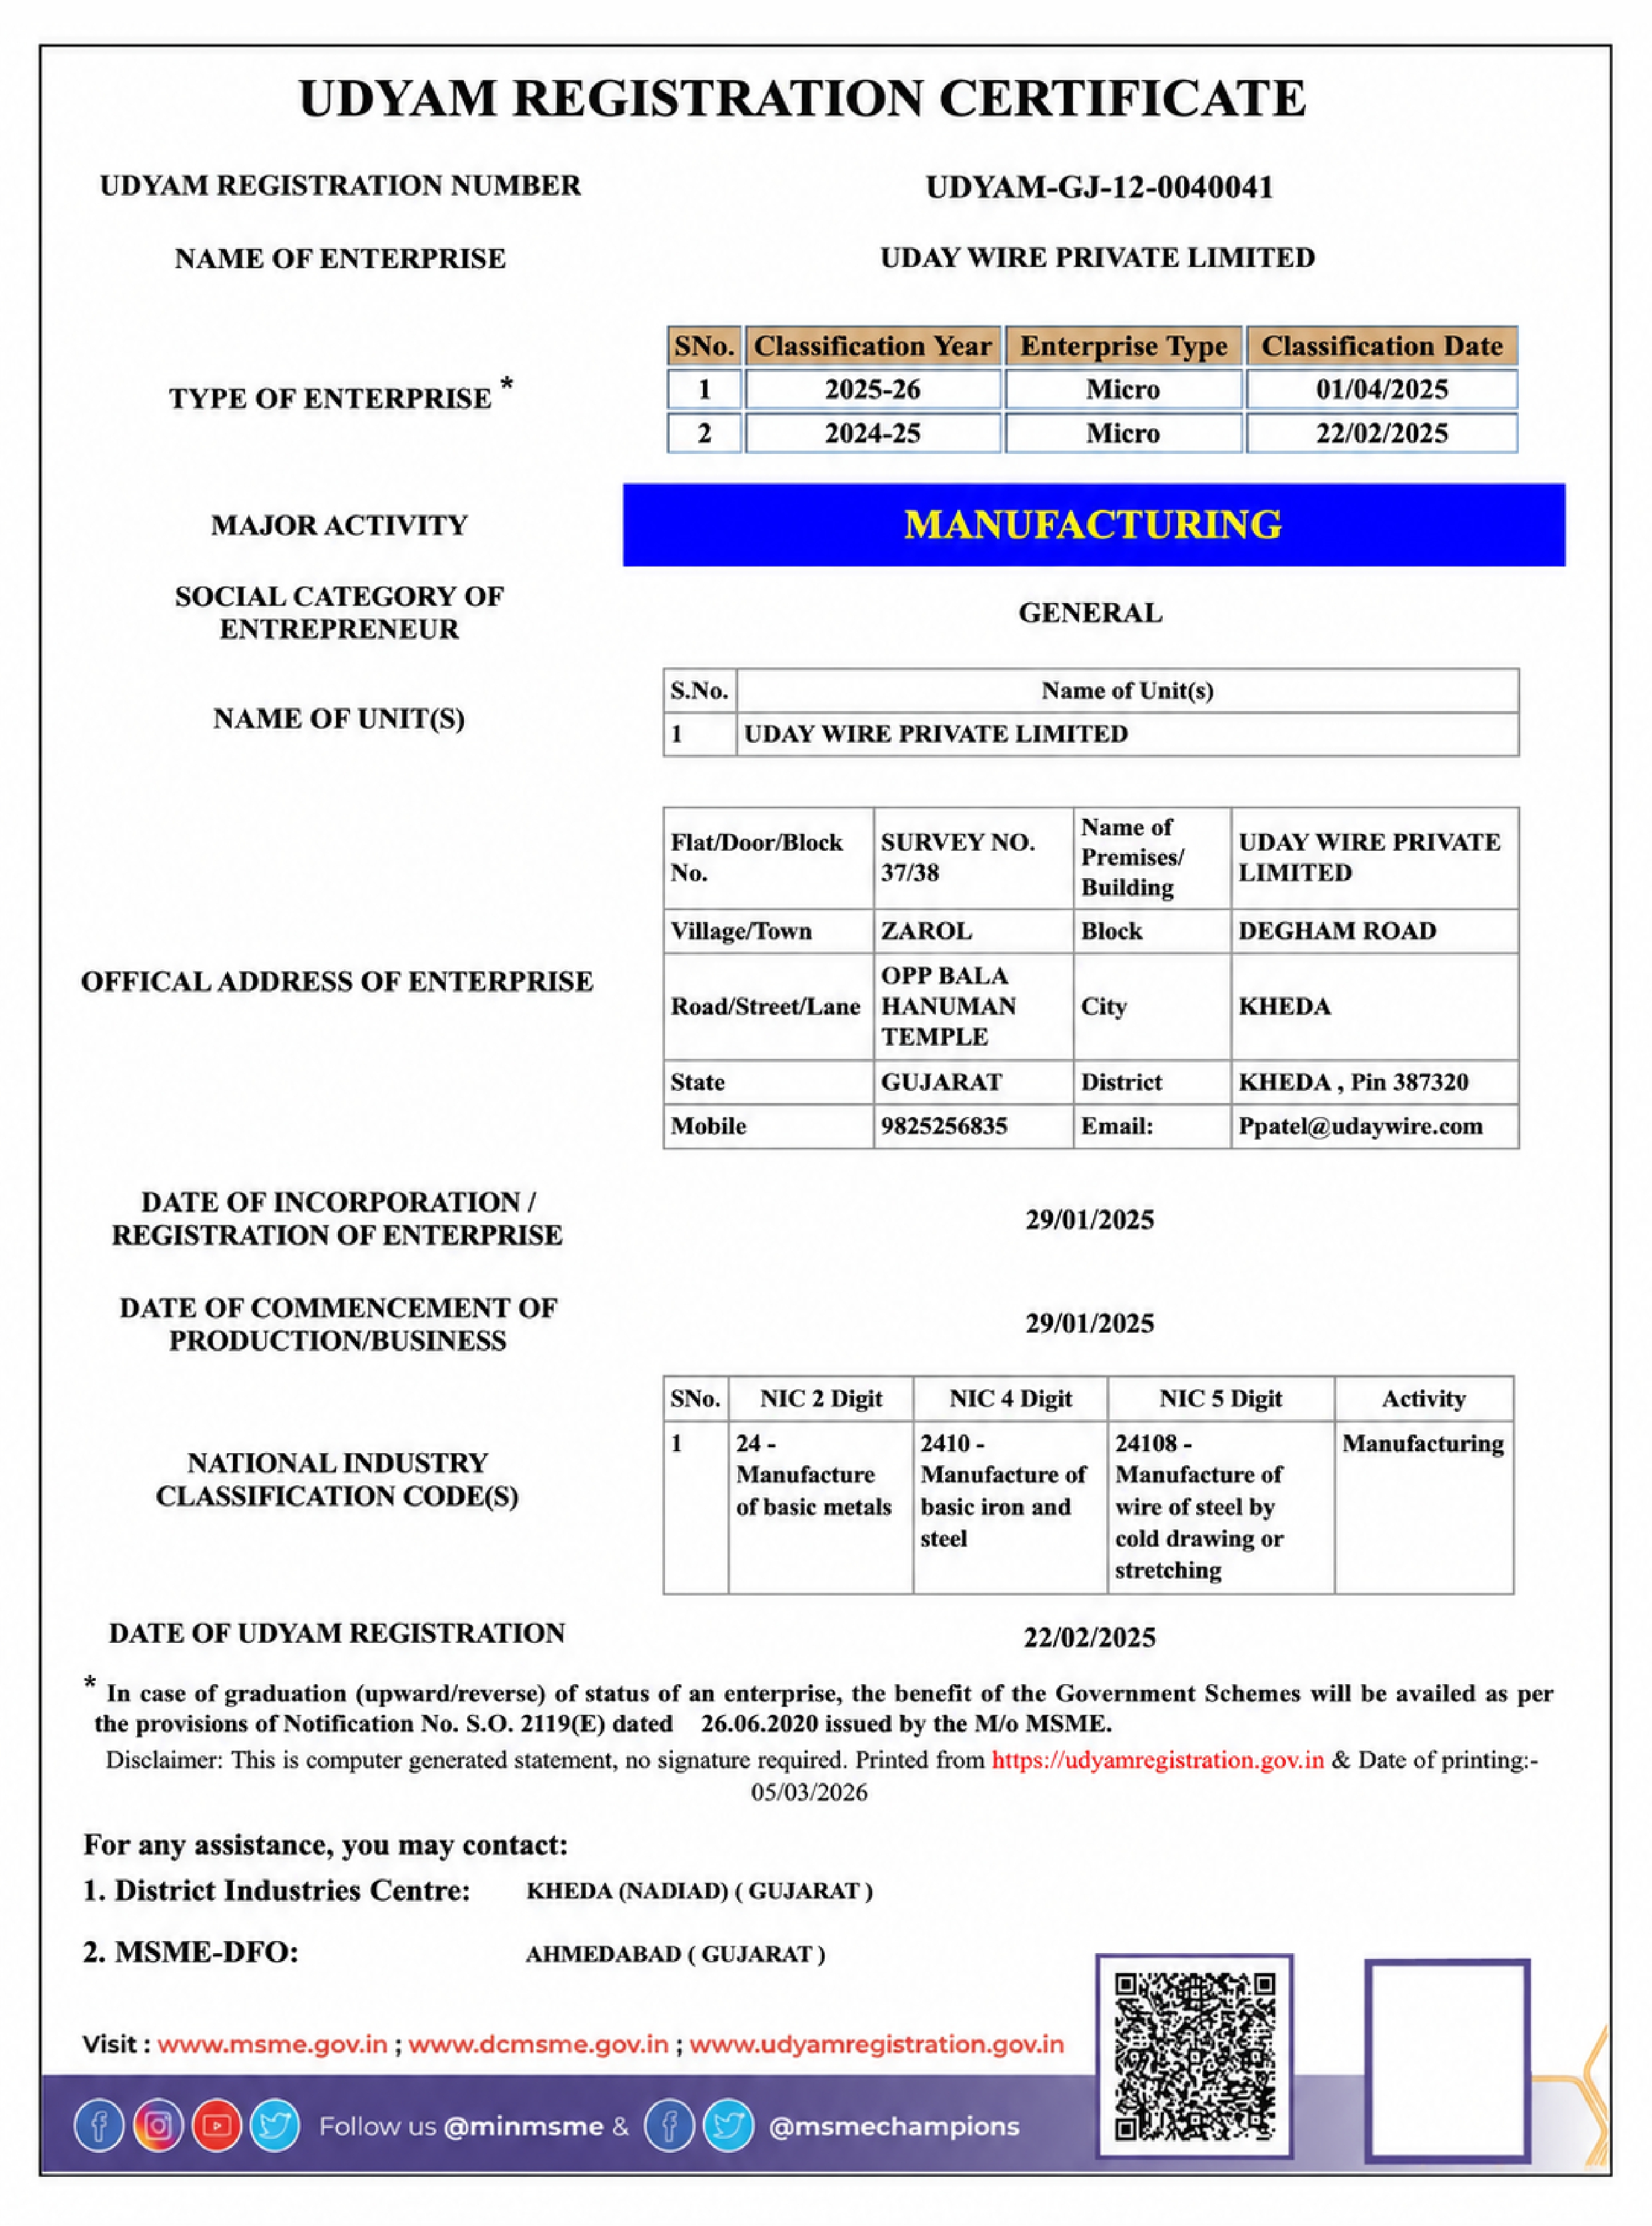 UDYAM REGISTRATION CERTIFICATE
UDYAM REGISTRATION NUMBER
UDYAM-GJ-12-0040041
NAME OF ENTERPRISE
UDAY WIRE PRIVATE LIMITED
TYPE OF ENTERPRISE *
SNo. Classification Year Enterprise Type Classification Date
1 2025-26 Micro 01/04/2025
2 2024-25 Micro 22/02/2025
MAJOR ACTIVITY
MANUFACTURING
SOCIAL CATEGORY OF
ENTREPRENEUR
GENERAL
NAME OF UNIT(S)
S.No. Name of Unit(s)
1 UDAY WIRE PRIVATE LIMITED
OFFICAL ADDRESS OF ENTERPRISE
Flat/Door/Block
No.
SURVEY NO.
37/38
Name of
Premises/
Building
UDAY WIRE PRIVATE
LIMITED
Village/Town ZAROL Block DEGHAM ROAD
Road/Street/Lane
OPP BALA
HANUMAN
TEMPLE
City KHEDA
State GUJARAT District KHEDA , Pin 387320
Mobile 9825256835 Email: Ppatel@udaywire.com
DATE OF INCORPORATION /
REGISTRATION OF ENTERPRISE
29/01/2025
DATE OF COMMENCEMENT OF
PRODUCTION/BUSINESS
29/01/2025
NATIONAL INDUSTRY
CLASSIFICATION CODE(S)
SNo. NIC 2 Digit NIC 4 Digit NIC 5 Digit Activity
1
24 -
Manufacture
of basic metals
2410 -
Manufacture of
basic iron and
steel
24108 -
Manufacture of
wire of steel by
cold drawing or
stretching
Manufacturing
DATE OF UDYAM REGISTRATION
22/02/2025
* In case of graduation (upward/reverse) of status of an enterprise, the benefit of the Government Schemes will be availed as per
the provisions of Notification No. S.O. 2119(E) dated 26.06.2020 issued by the M/o MSME.
Disclaimer: This is computer generated statement, no signature required. Printed from https://udyamregistration.gov.in & Date of printing:-
05/03/2026
For any assistance, you may contact:
1. District Industries Centre: KHEDA (NADIAD) ( GUJARAT )
2. MSME-DFO: AHMEDABAD ( GUJARAT )
Visit : www.msme.gov.in ; www.dcmsme.gov.in ; www.udyamregistration.gov.in
Follow us @minmsme & @msmechampions